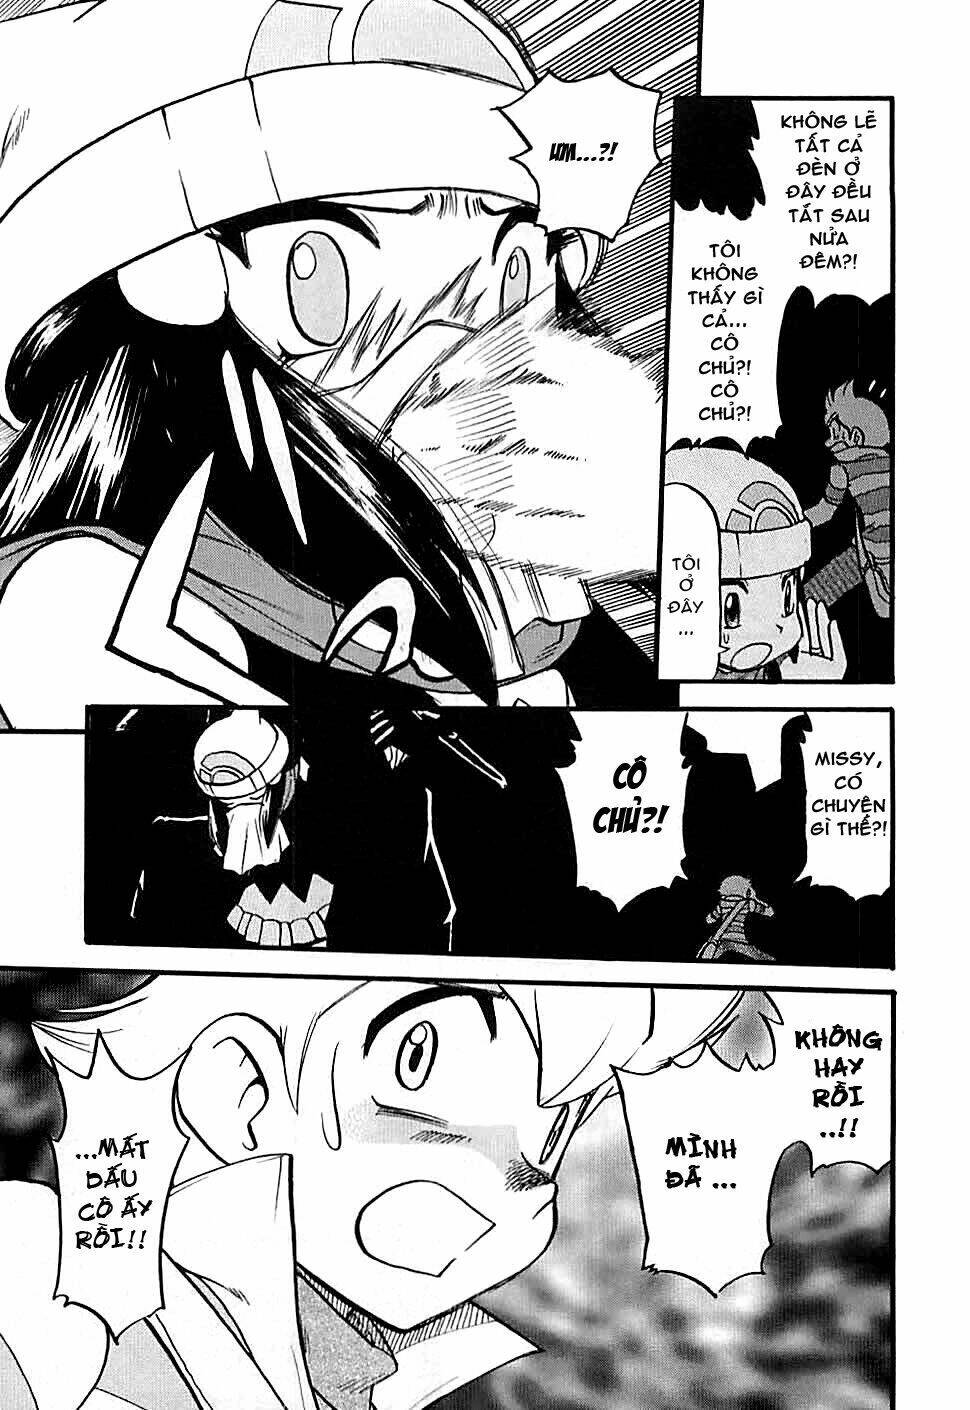 KHÔNG LẼ
TẤT CẢ
ĐÈN Ở
ĐÂY ĐỀU
TẮT SAU
NỬA
ĐÊM?!
TÔI
KHÔNG
THẤY GÌ
CẢ...
CÔ
CHỦ?!
CÔ
CHỦ?!
TÔI
Ở
ĐÂY
...
ƯM...?!
MISSY,
CÓ
CHUYỆN
GÌ THẾ?!
CÔ
CHỦ?!
KHÔNG
HAY
RỒI
..!!
MÌNH
ĐÃ ...
...MẤT
DẤU
CÔ ẤY
RỒI!!